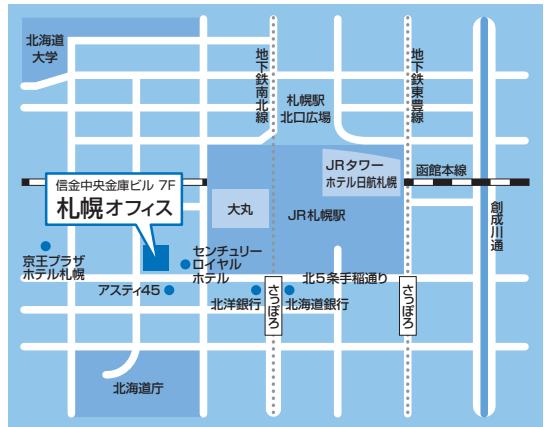 北海道
大学
地下鉄南北線
地下鉄東豊線
札幌駅
北口広場
JRタワー
ホテル日航札幌
函館本線
信金中央金庫ビル 7F
札幌オフィス
大丸
JR札幌駅
創成川通
京王プラザ
ホテル札幌
センチュリー
ロイヤル
ホテル
アスティ45
北洋銀行
さっぽろ
北海道銀行
北5条手稲通り
さっぽろ
北海道庁